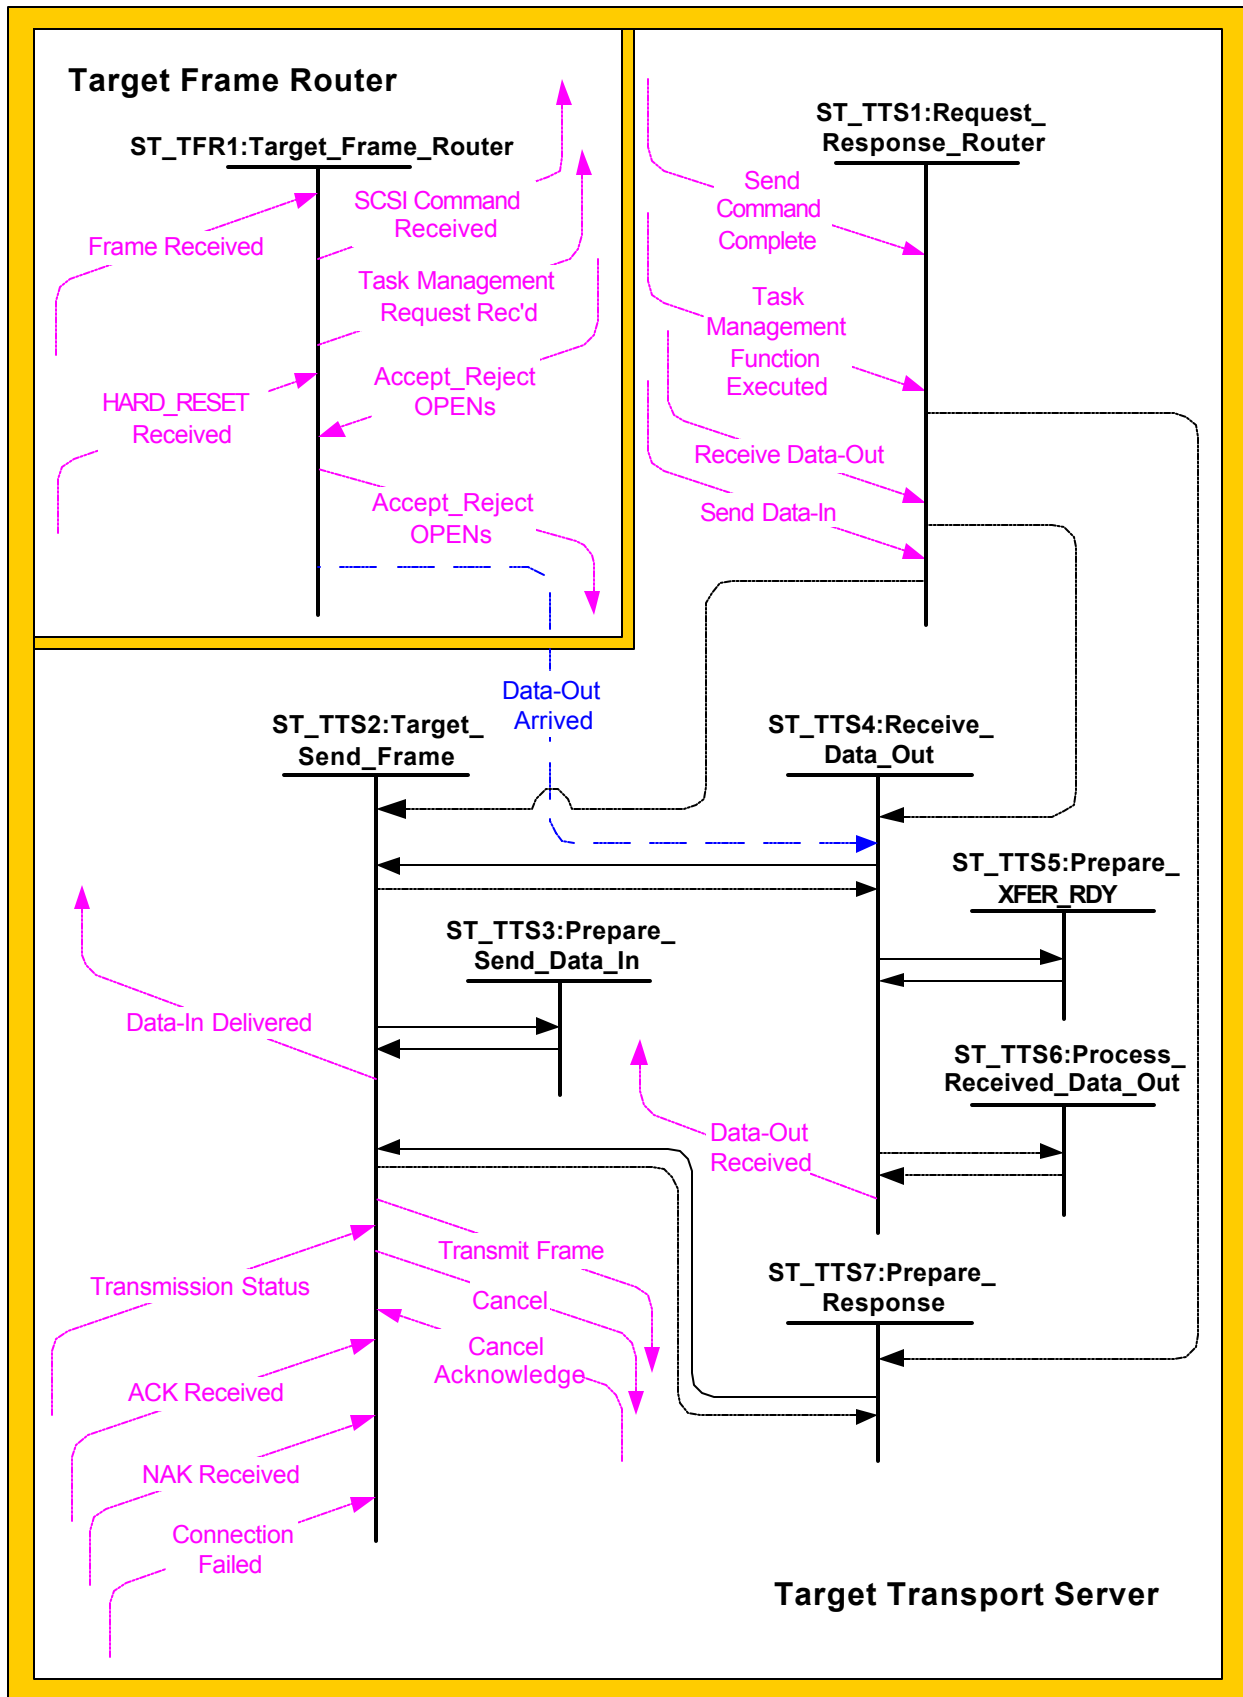 Target Frame Router
ST_TFR1:Target_Frame_Router
SCSI Command
Received
Frame Received
Task Management
Request Rec'd
Accept_Reject
OPENs
HARD_RESET
Received
Accept_Reject
OPENs
ST_TTS1:Request_
Response_Router
Send
Command
Complete
Task
Management
Function
Executed
Receive Data-Out
Send Data-In
Data-Out
Arrived
ST_TTS2:Target_
Send_Frame
ST_TTS4:Receive_
Data_Out
ST_TTS5:Prepare_
XFER_RDY
ST_TTS3:Prepare_
Send_Data_In
Data-In Delivered
ST_TTS6:Process_
Received_Data_Out
Data-Out
Received
Transmit Frame
Transmission Status
Cancel
Cancel
Acknowledge
ST_TTS7:Prepare_
Response
ACK Received
NAK Received
Connection
Failed
Target Transport Server